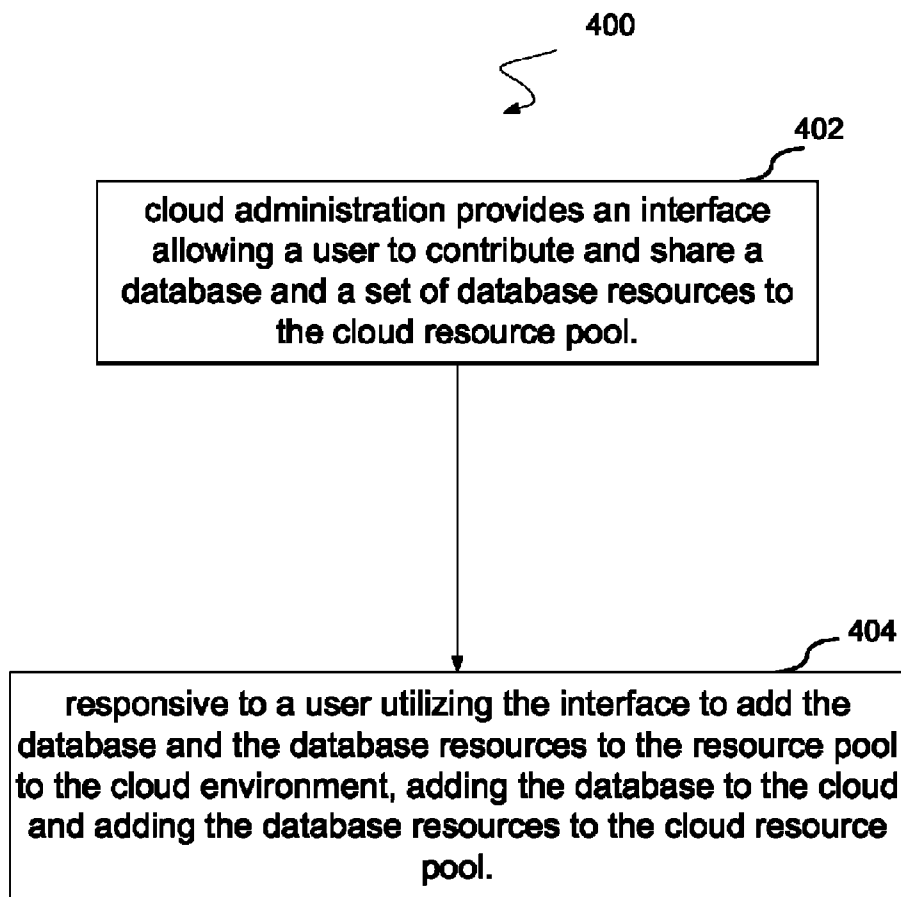 400
402
cloud administration provides an interface
allowing a user to contribute and share a
database and a set of database resources to
the cloud resource pool.
404
responsive to a user utilizing the interface to add the
database and the database resources to the resource pool
to the cloud environment, adding the database to the cloud
and adding the database resources to the cloud resource
pool.